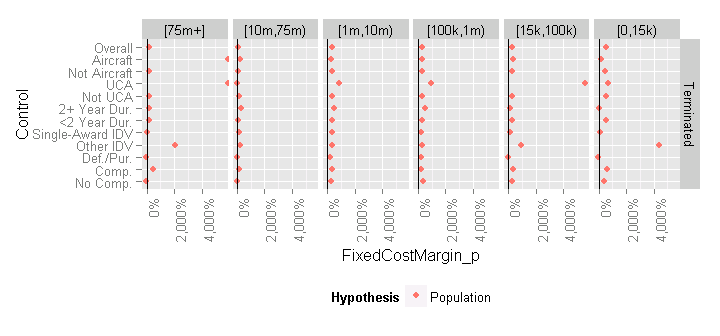 [75m+] [10m,75m) [1m,10m) [100k,1m) [15k,100k) [0,15k)
Overall
Aircraft
Not Aircraft
UCA
Not UCA
2+ Year Dur.
<2 Year Dur.
Single-Award IDV
Other IDV
Def./Pur.
Comp.
No Comp.
Control
Terminated
0% 2,000% 4,000% 0% 2,000% 4,000% 0% 2,000% 4,000% 0% 2,000% 4,000% 0% 2,000% 4,000% 0% 2,000% 4,000%
FixedCostMargin_p
Hypothesis Population